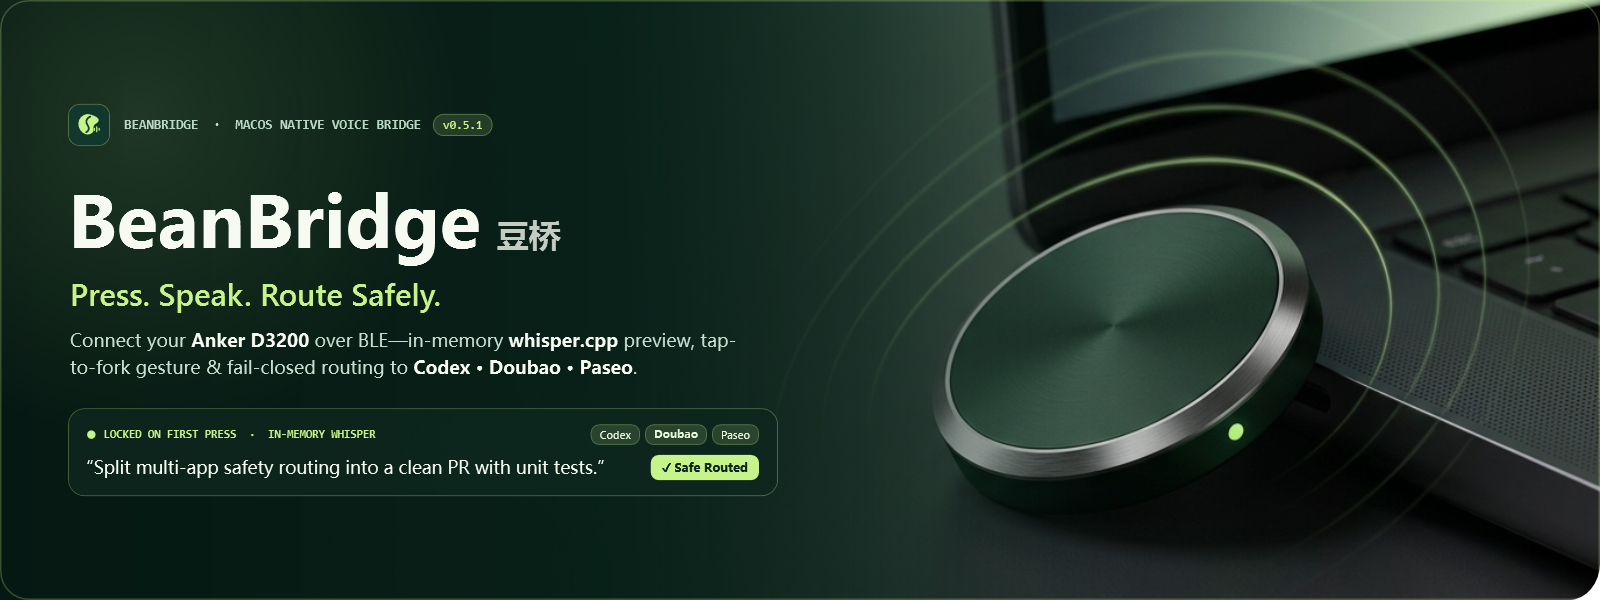 BEANBRIDGE · MACOS NATIVE VOICE BRIDGE v0.5.1
BeanBridge 豆桥
Press. Speak. Route Safely.
Connect your Anker D3200 over BLE—in-memory whisper.cpp preview, tap-
to-fork gesture & fail-closed routing to Codex • Doubao • Paseo.
LOCKED ON FIRST PRESS · IN-MEMORY WHISPER Codex Doubao Paseo
“Split multi-app safety routing into a clean PR with unit tests.” ✓ Safe Routed